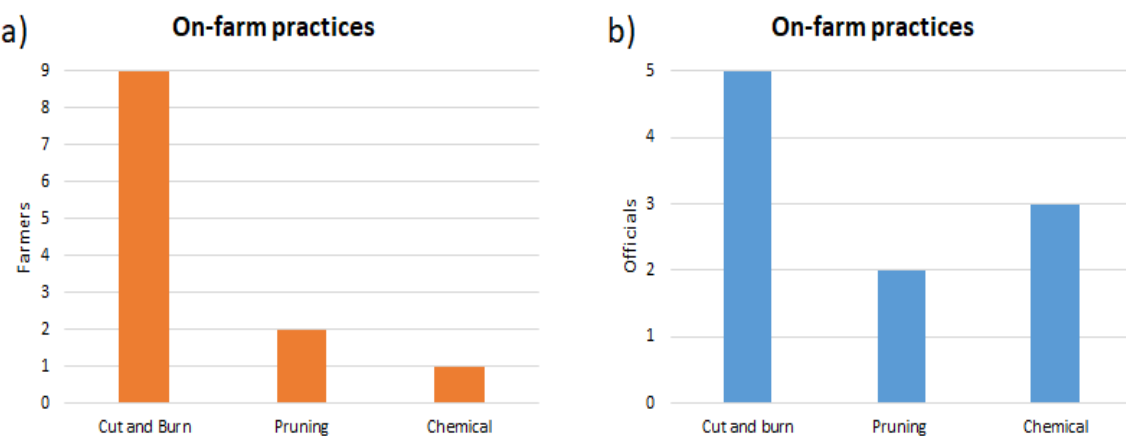 a)
On-farm practices
9
8
7
6
5
4
3
2
1
0
Farmers
Cut and Burn
Pruning
Chemical
b)
On-farm practices
5
4
3
2
1
0
Officials
Cut and burn
Pruning
Chemical